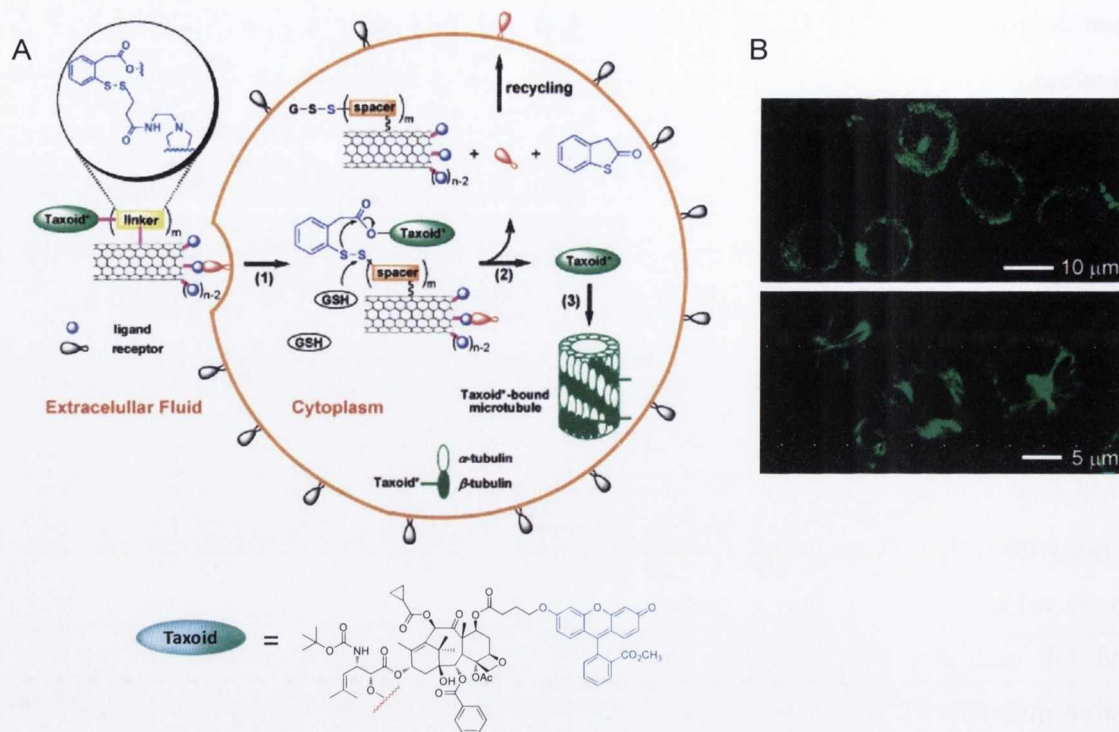 A
B
O
O
S-S
O
N
H
N
Taxoid*
linker
m
( )n-2
ligand
receptor
Extracelullar Fluid
(1)
G-S-S
spacer
m
( )n-2
+
+
O
S
recycling
O
O
Taxoid*
S-S
spacer
m
GSH
GSH
( )n-2
(2)
Taxoid*
(3)
Cytoplasm
Taxoid*-bound
microtubule
α-tubulin
Taxoid*
β-tubulin
10 μm
5 μm
Taxoid
=
O
O
O
O
O
O
O
O
CO₂CH₃
O
O
NH
O
O
O
O
OH
O
OAc
O